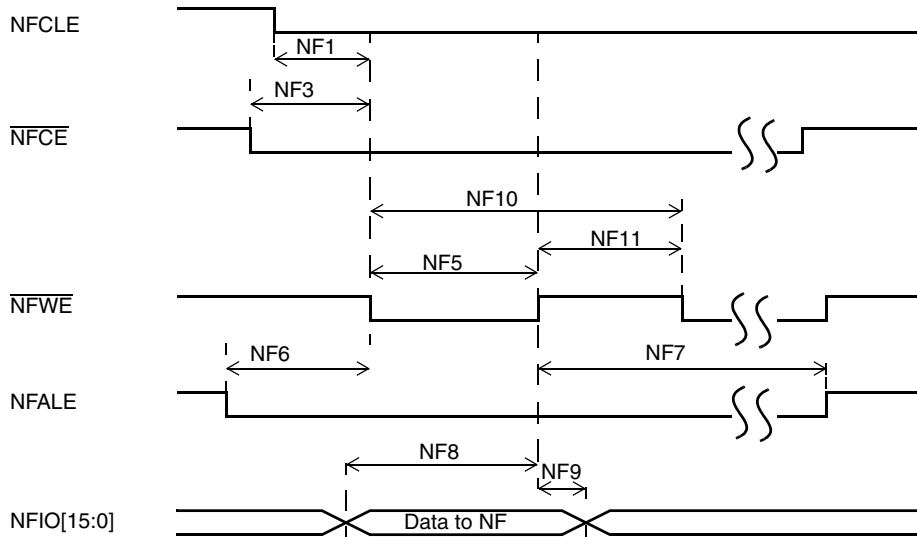 NFCLE
NF1
NF3
NFCE
NF10
NF11
NF5
NFWE
NF6
NF7
NFALE
NF8
NF9
NFIO[15:0]
Data to NF